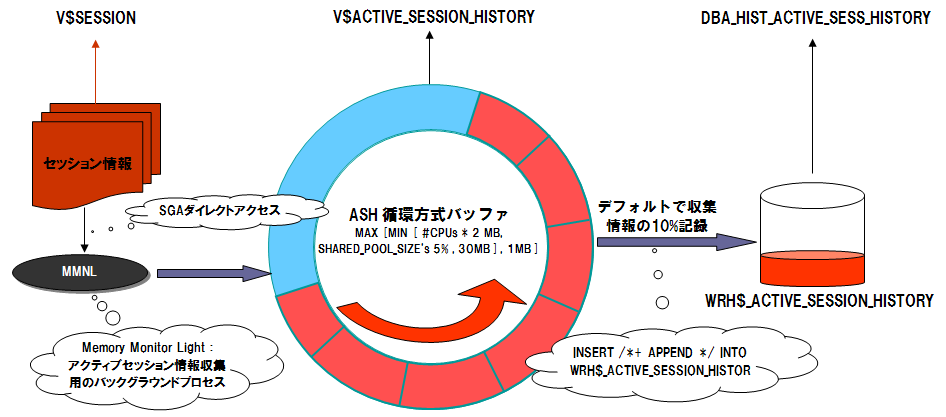 V$SESSION
V$ACTIVE_SESSION_HISTORY
DBA_HIST_ACTIVE_SESS_HISTORY
セッション情報
SGAダイレクトアクセス
MMNL
Memory Monitor Light :
アクティブセッション情報収集
用のバックグラウンドプロセス
ASH 循環方式バッファ
MAX [MIN [ #CPUs * 2 MB,
SHARED_POOL_SIZE's 5% , 30MB ] , 1MB ]
デフォルトで収集
情報の10%記録
WRH$_ACTIVE_SESSION_HISTORY
INSERT /*+ APPEND */ INTO
WRH$_ACTIVE_SESSION_HISTOR